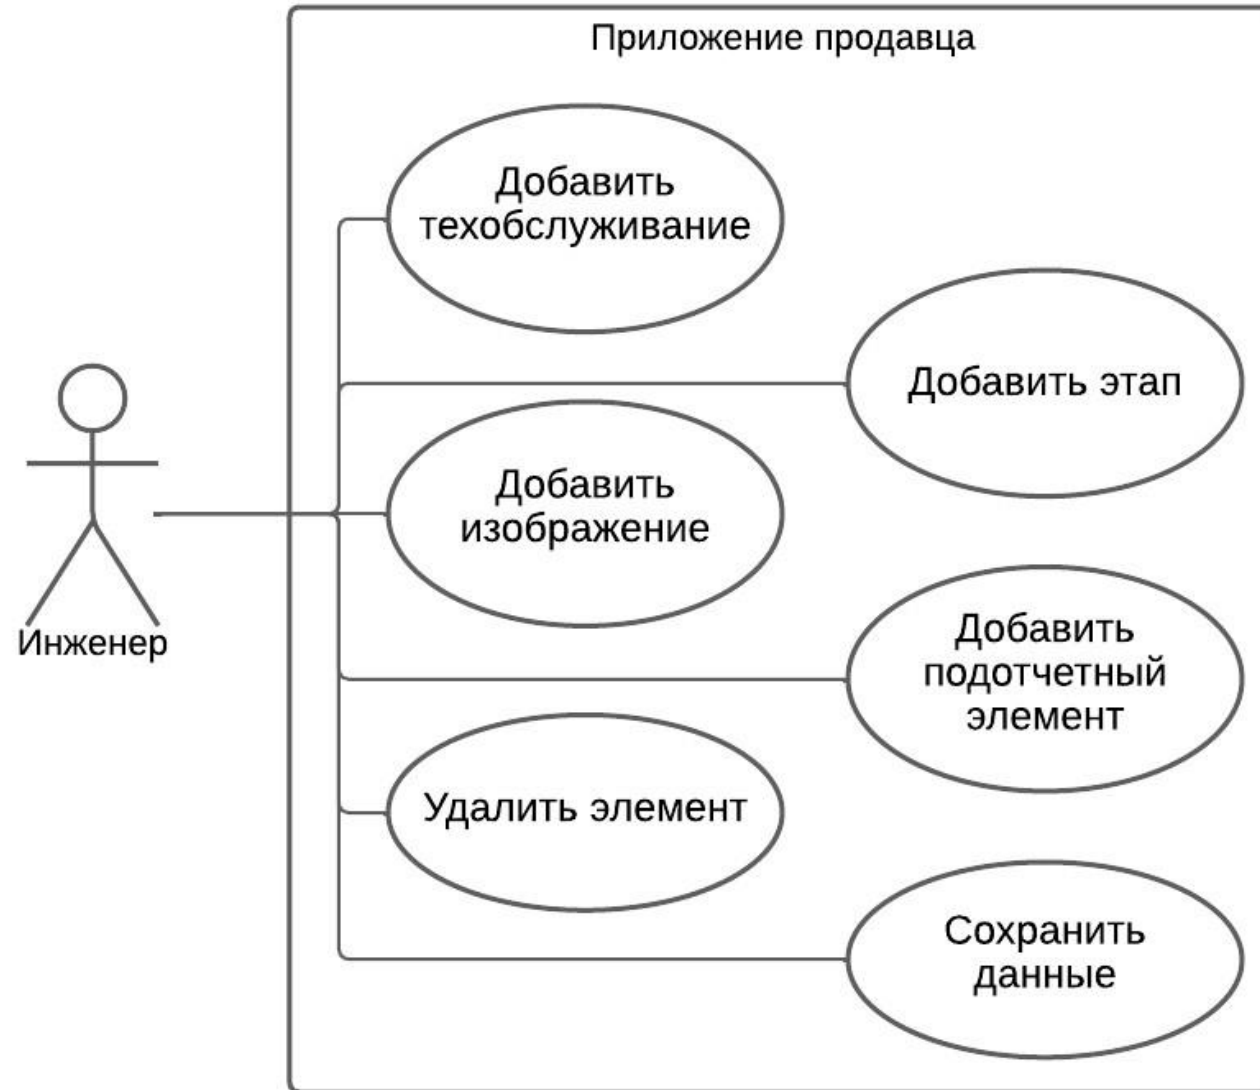 Приложение продавца
Добавить
техобслуживание
Добавить этап
Добавить
изображение
Инженер
Добавить
подотчетный
элемент
Удалить элемент
Сохранить
данные